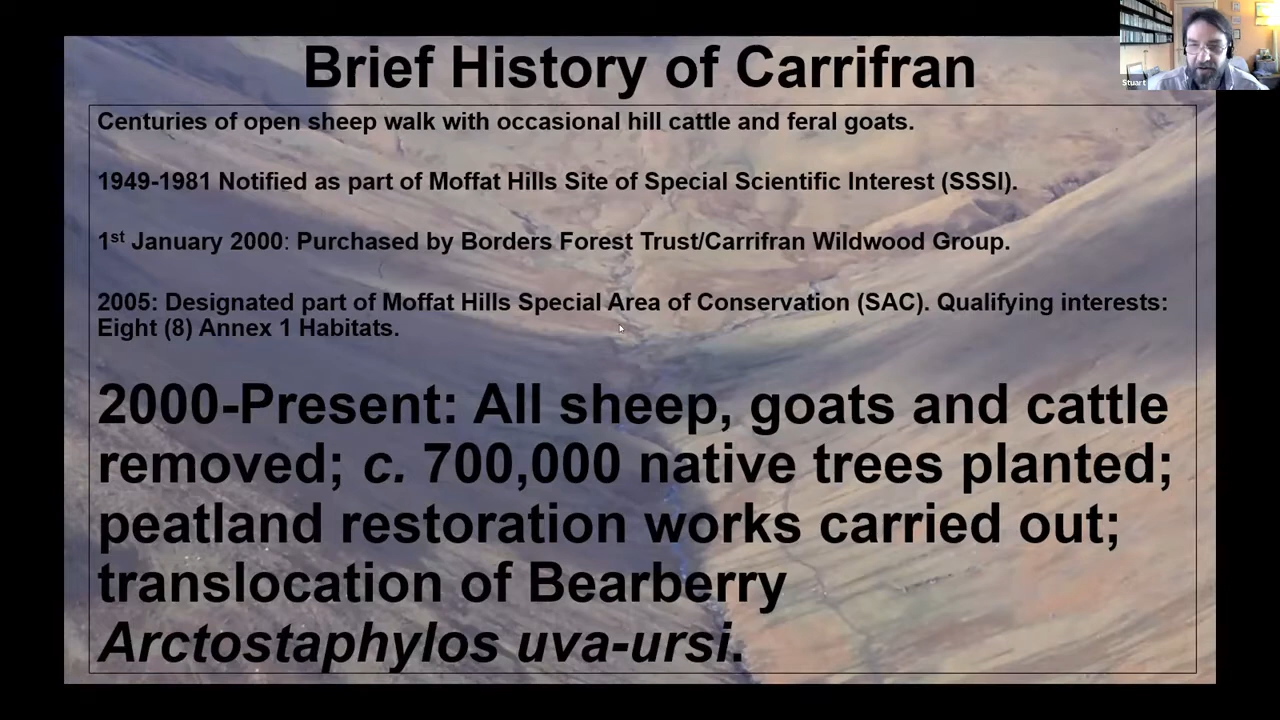 Brief History of Carrifran
Stuart
Centuries of open sheep walk with occasional hill cattle and feral goats.
1949-1981 Notified as part of Moffat Hills Site of Special Scientific Interest (SSSI).
1st January 2000: Purchased by Borders Forest Trust/Carrifran Wildwood Group.
2005: Designated part of Moffat Hills Special Area of Conservation (SAC). Qualifying interests:
Eight (8) Annex 1 Habitats.
2000-Present: All sheep, goats and cattle
removed; c. 700,000 native trees planted;
peatland restoration works carried out;
translocation of Bearberry
Arctostaphylos uva-ursi.